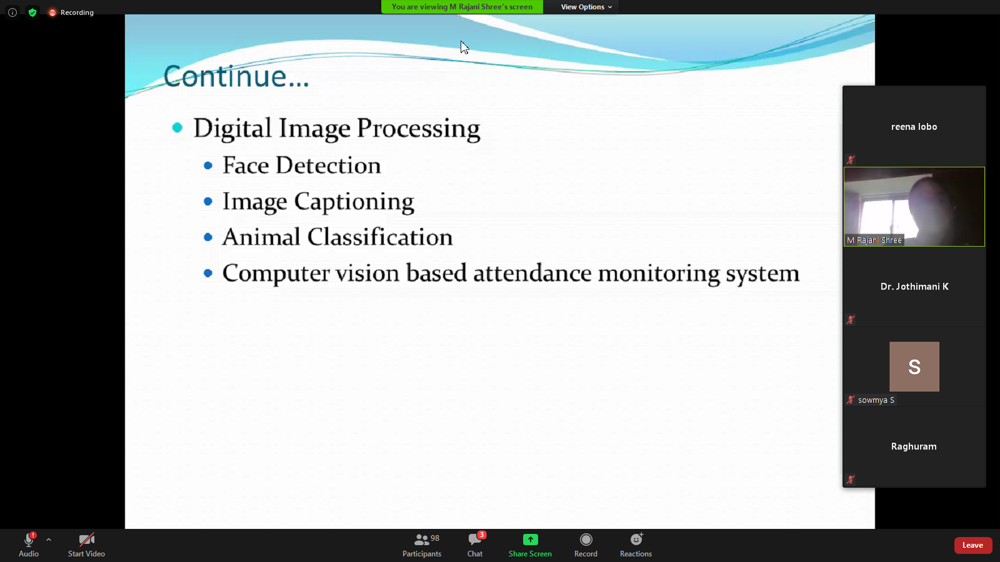 Recording
You are viewing M Rajani Shree's screen
View Options
Continue...
Digital Image Processing
Face Detection
Image Captioning
Animal Classification
Computer vision based attendance monitoring system
reena lobo
M Rajani Shree
Dr. Jothimani K
S
sowmya S
Raghuram
Audio
Start Video
98
Participants
3
Chat
Share Screen
Record
Reactions
Leave